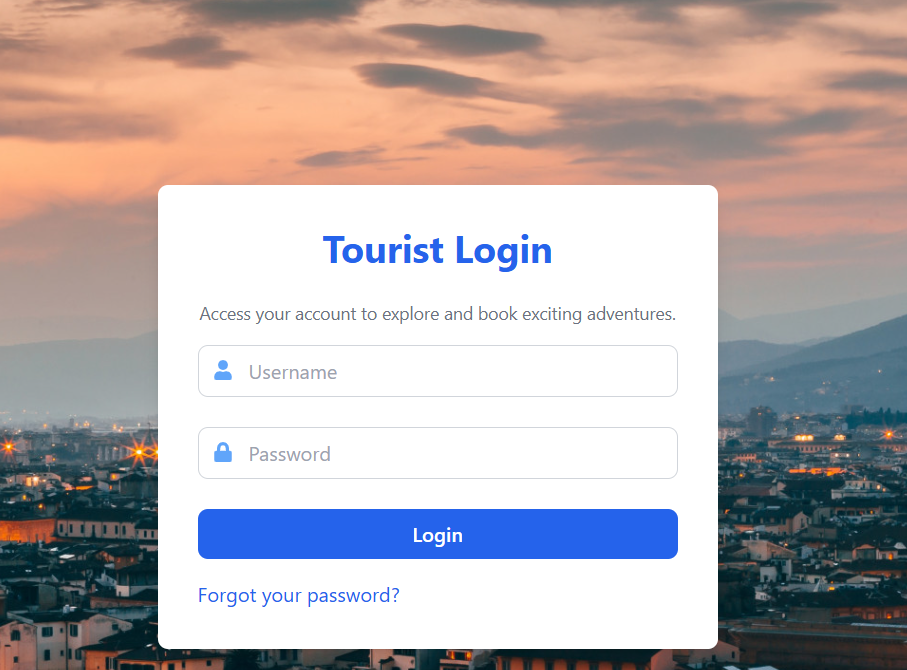 Tourist Login
Access your account to explore and book exciting adventures.
Username
Password
Login
Forgot your password?